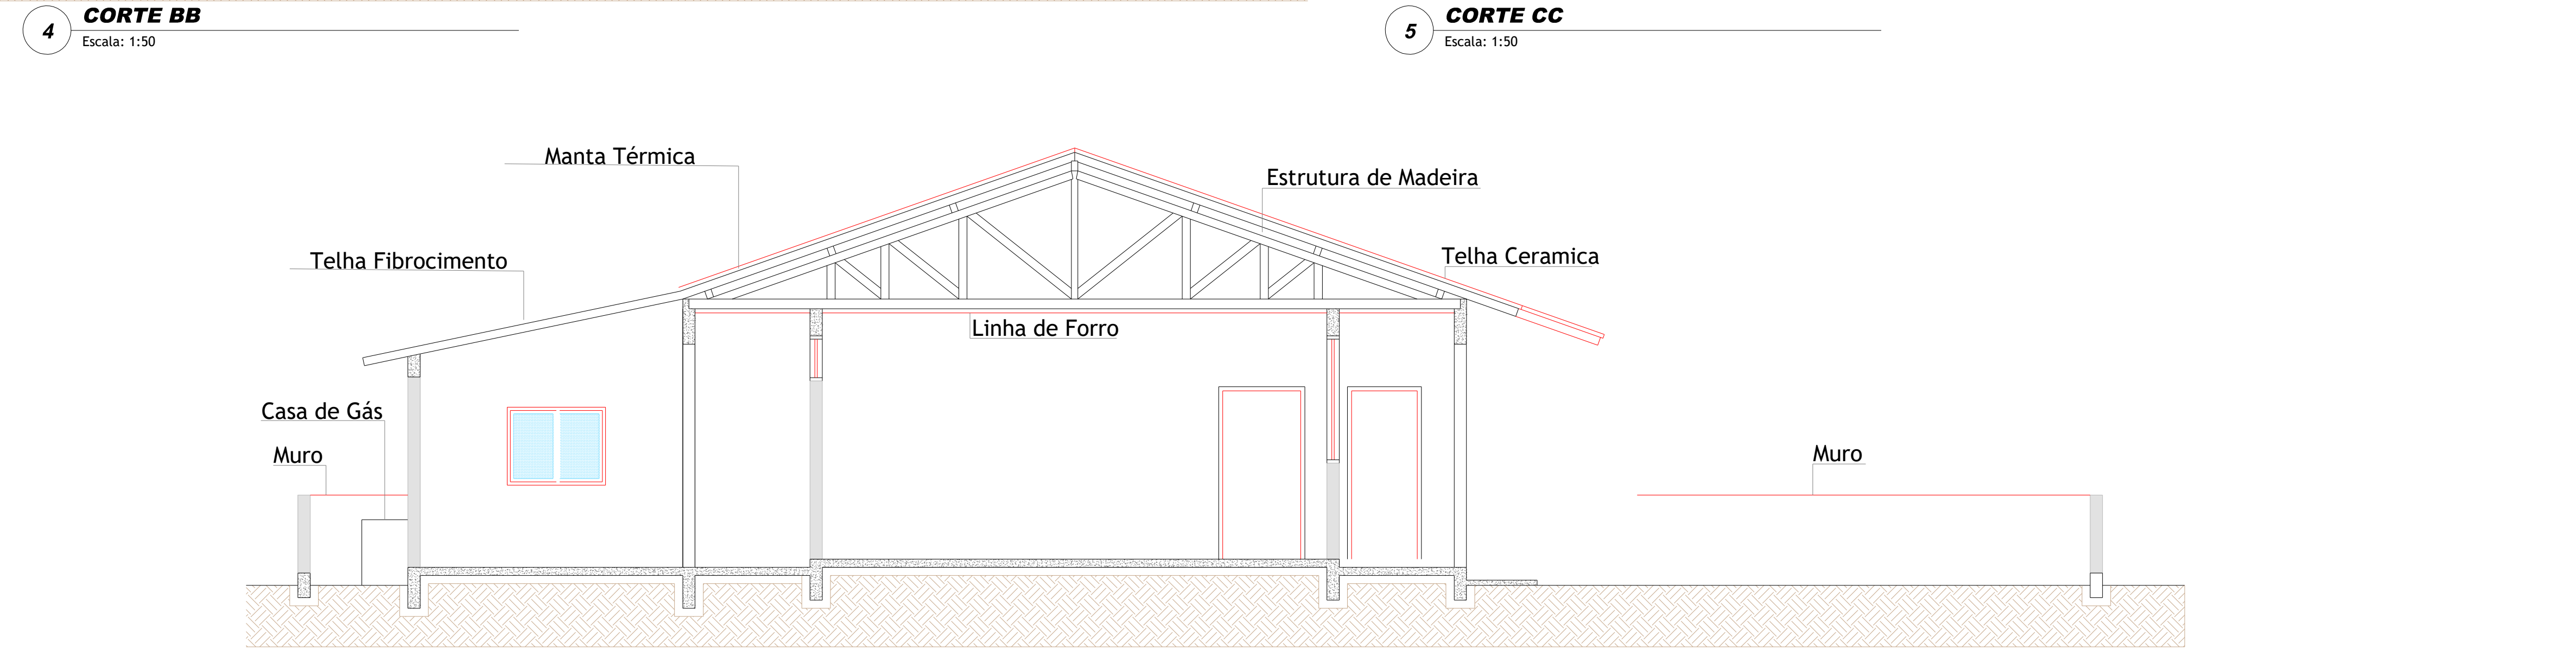 4
CORTE BB
Escala: 1:50
5
CORTE CC
Escala: 1:50
Manta Térmica
Estrutura de Madeira
Telha Fibrocimento
Telha Ceramica
Linha de Forro
Casa de Gás
Muro
Muro